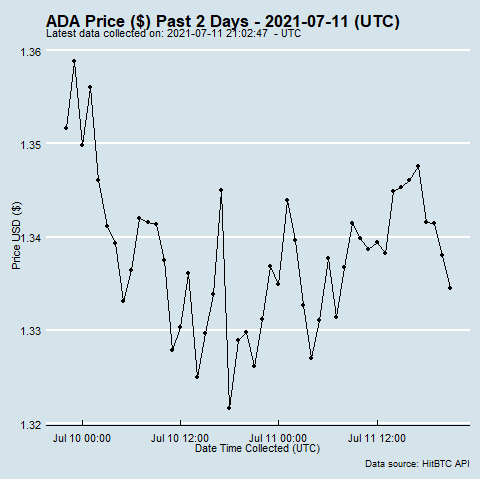 ADA Price ($) Past 2 Days - 2021-07-11 (UTC)
Latest data collected on: 2021-07-11 21:02:47 - UTC
1.36
1.35
1.34
1.33
1.32
Price USD ($)
Jul 10 00:00 Jul 10 12:00 Jul 11 00:00 Jul 11 12:00
Date Time Collected (UTC)
Data source: HitBTC API